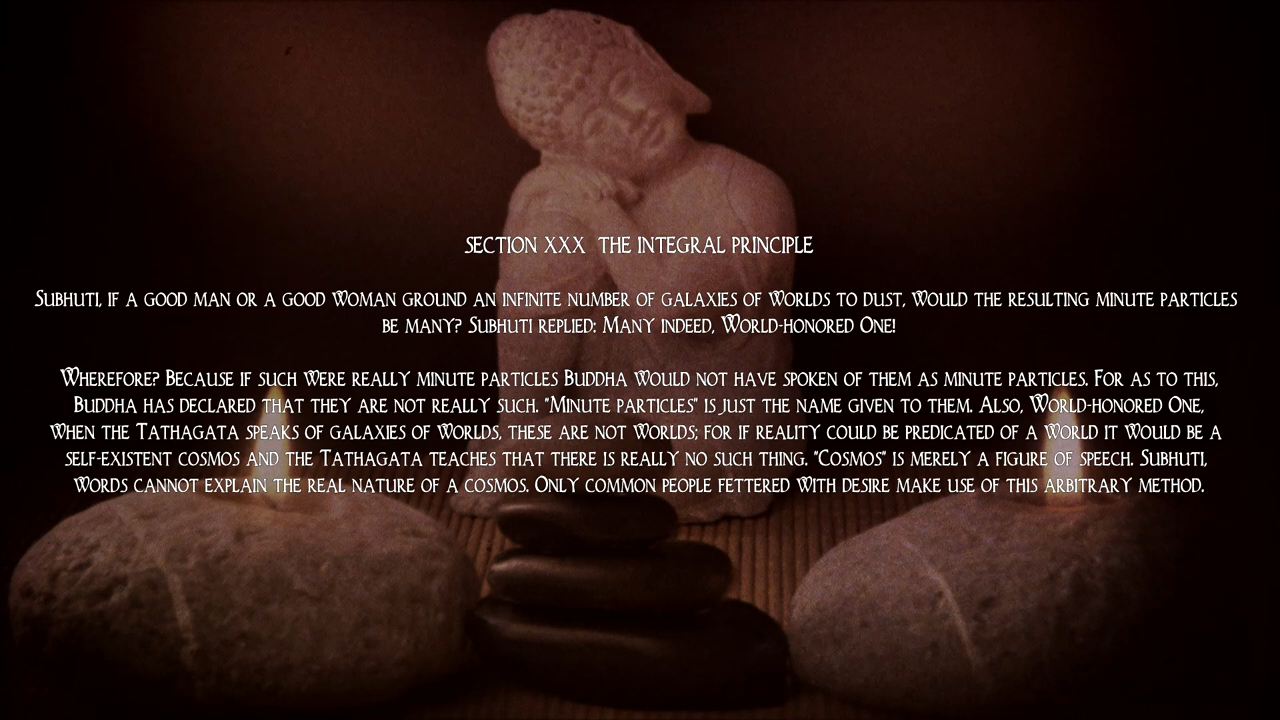 SECTION XXX THE INTEGRAL PRINCIPLE
SUBHUTI, IF A GOOD MAN OR A GOOD WOMAN GROUND AN INFINITE NUMBER OF GALAXIES OF WORLDS TO DUST, WOULD THE RESULTING MINUTE PARTICLES
BE MANY? SUBHUTI REPLIED: MANY INDEED, WORLD-HONORED ONE!
WHEREFORE? BECAUSE IF SUCH WERE REALLY MINUTE PARTICLES BUDDHA WOULD NOT HAVE SPOKEN OF THEM AS MINUTE PARTICLES. FOR AS TO THIS,
BUDDHA HAS DECLARED THAT THEY ARE NOT REALLY SUCH. "MINUTE PARTICLES" IS JUST THE NAME GIVEN TO THEM. ALSO, WORLD-HONORED ONE,
WHEN THE TATHAGATA SPEAKS OF GALAXIES OF WORLDS, THESE ARE NOT WORLDS; FOR IF REALITY COULD BE PREDICATED OF A WORLD IT WOULD BE A
SELF-EXISTENT COSMOS AND THE TATHAGATA TEACHES THAT THERE IS REALLY NO SUCH THING. "COSMOS" IS MERELY A FIGURE OF SPEECH. SUBHUTI,
WORDS CANNOT EXPLAIN THE REAL NATURE OF A COSMOS. ONLY COMMON PEOPLE FETTERED WITH DESIRE MAKE USE OF THIS ARBITRARY METHOD.